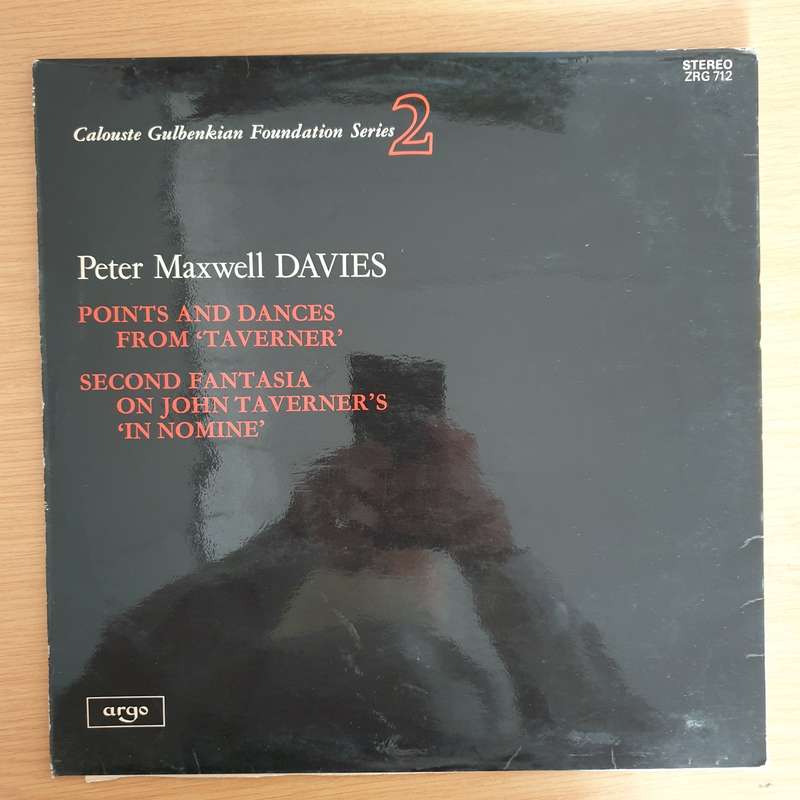 STEREO
ZRG 712
Calouste Gulbenkian Foundation Series 2
Peter Maxwell DAVIES
POINTS AND DANCES
FROM ‘TAVERNER’
SECOND FANTASIA
ON JOHN TAVERNER’S
‘IN NOMINE’
argo